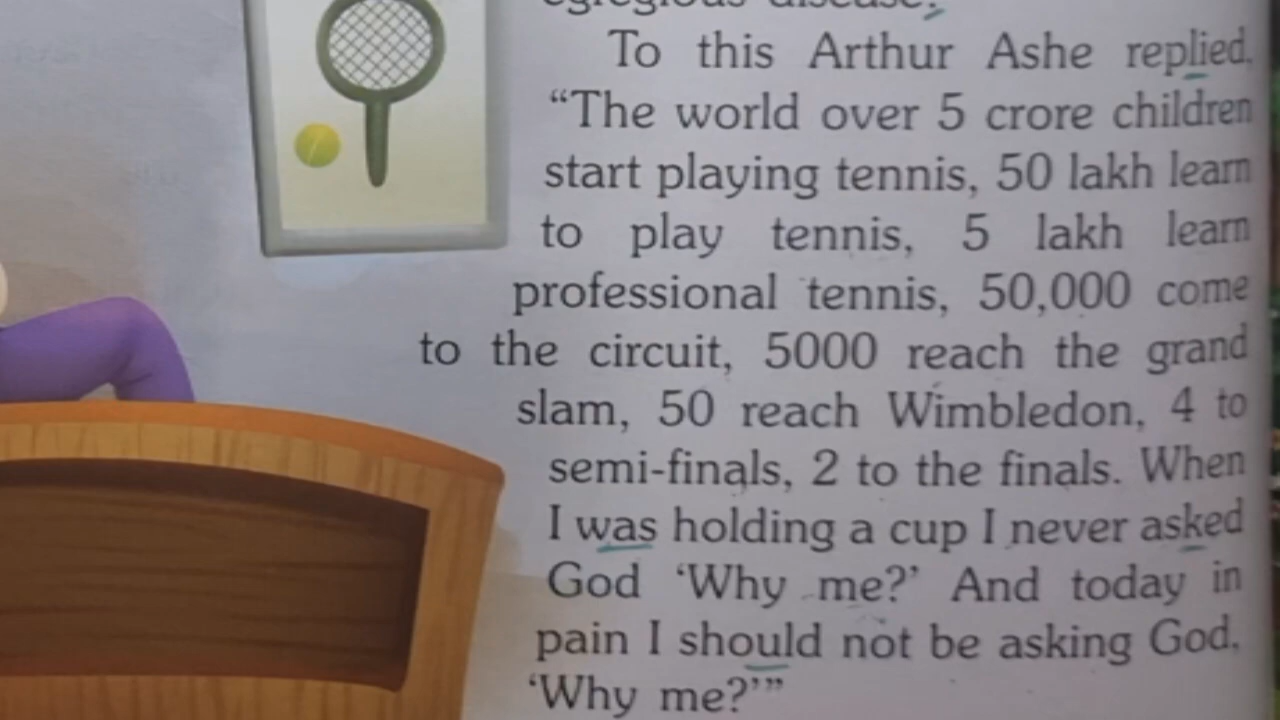 egregious disease.
To this Arthur Ashe replied,
“The world over 5 crore children
start playing tennis, 50 lakh learn
to play tennis, 5 lakh learn
professional tennis, 50,000 come
to the circuit, 5000 reach the grand
slam, 50 reach Wimbledon, 4 to
semi-finals, 2 to the finals. When
I was holding a cup I never asked
God ‘Why me?’ And today in
pain I should not be asking God,
‘Why me?’”